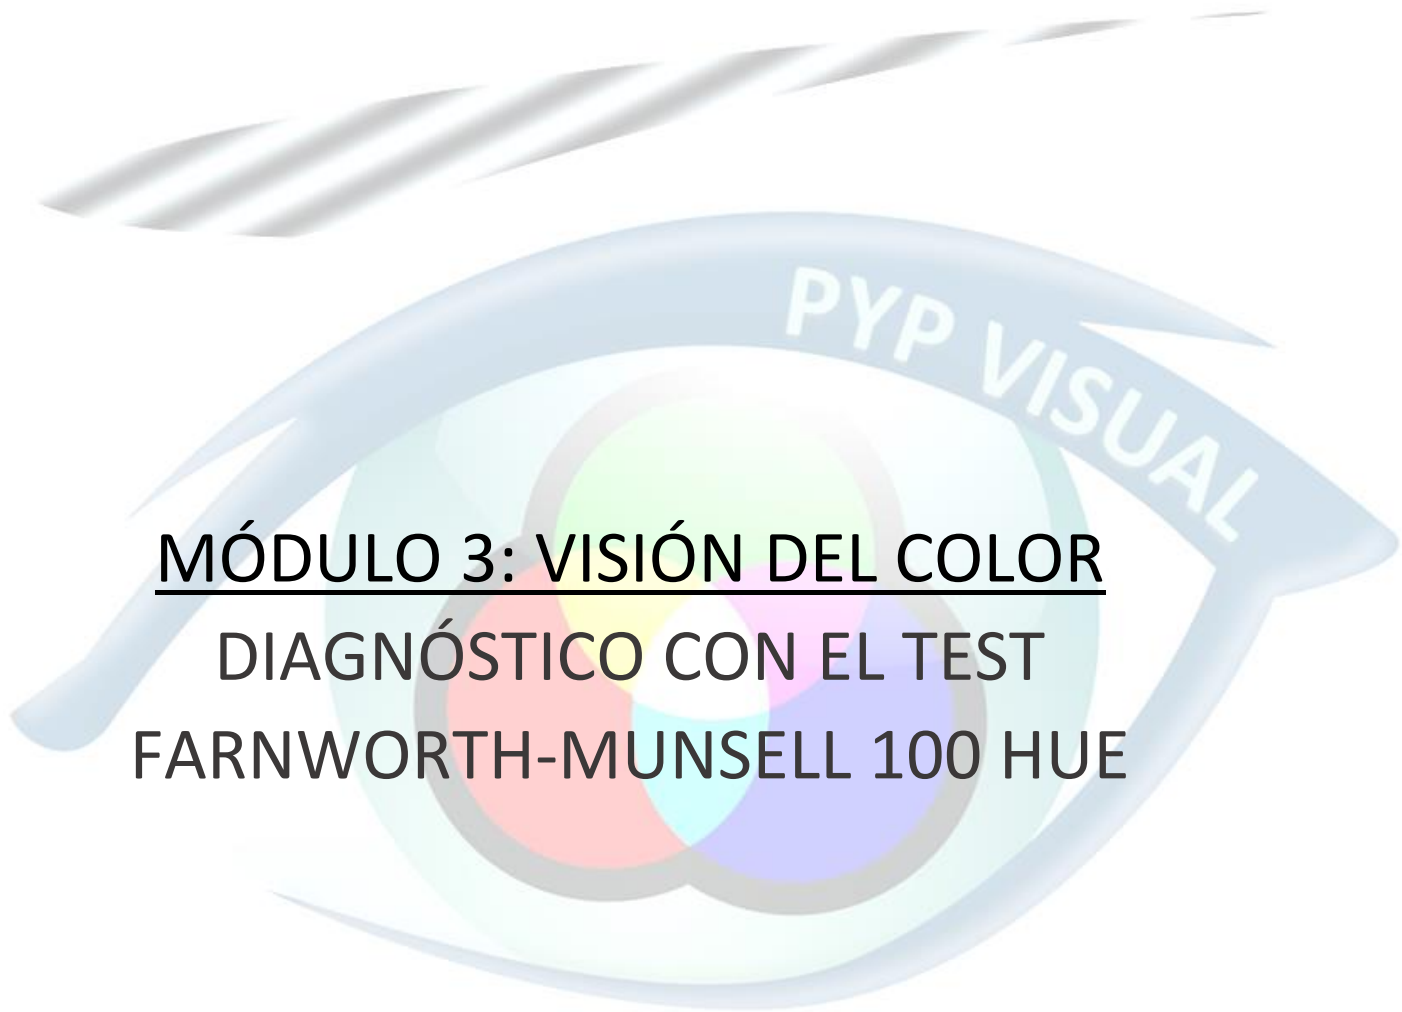 PYP VISUAL
MÓDULO 3: VISIÓN DEL COLOR
DIAGNÓSTICO CON EL TEST
FARNWORTH-MUNSELL 100 HUE